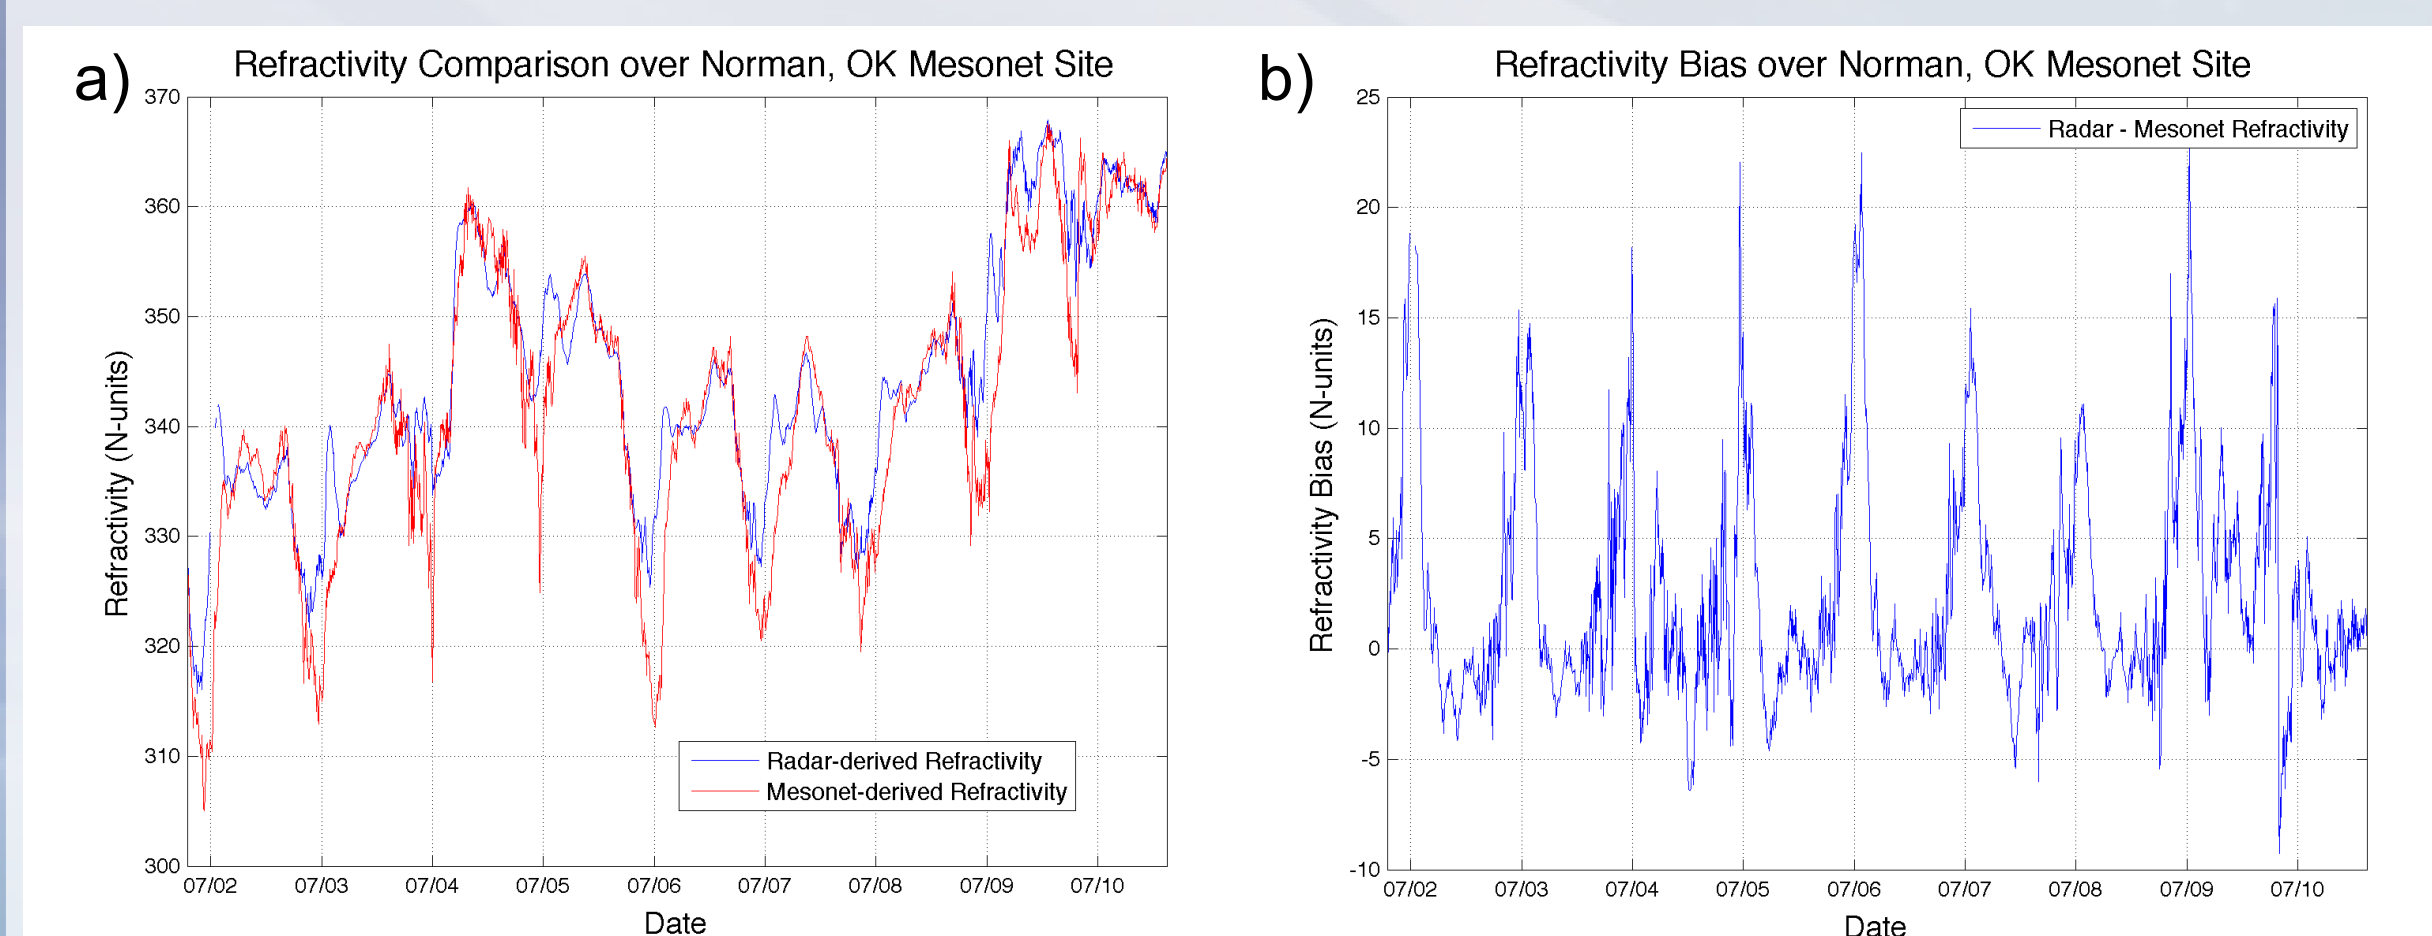 a)
Refractivity Comparison over Norman, OK Mesonet Site
370
360
350
340
330
320
310
300
Refractivity (N-units)
07/02 07/03 07/04 07/05 07/06 07/07 07/08 07/09 07/10
Date
Radar-derived Refractivity
Mesonet-derived Refractivity
b)
Refractivity Bias over Norman, OK Mesonet Site
25
20
15
10
5
0
-5
-10
Refractivity Bias (N-units)
Radar - Mesonet Refractivity
07/02 07/03 07/04 07/05 07/06 07/07 07/08 07/09 07/10
Date